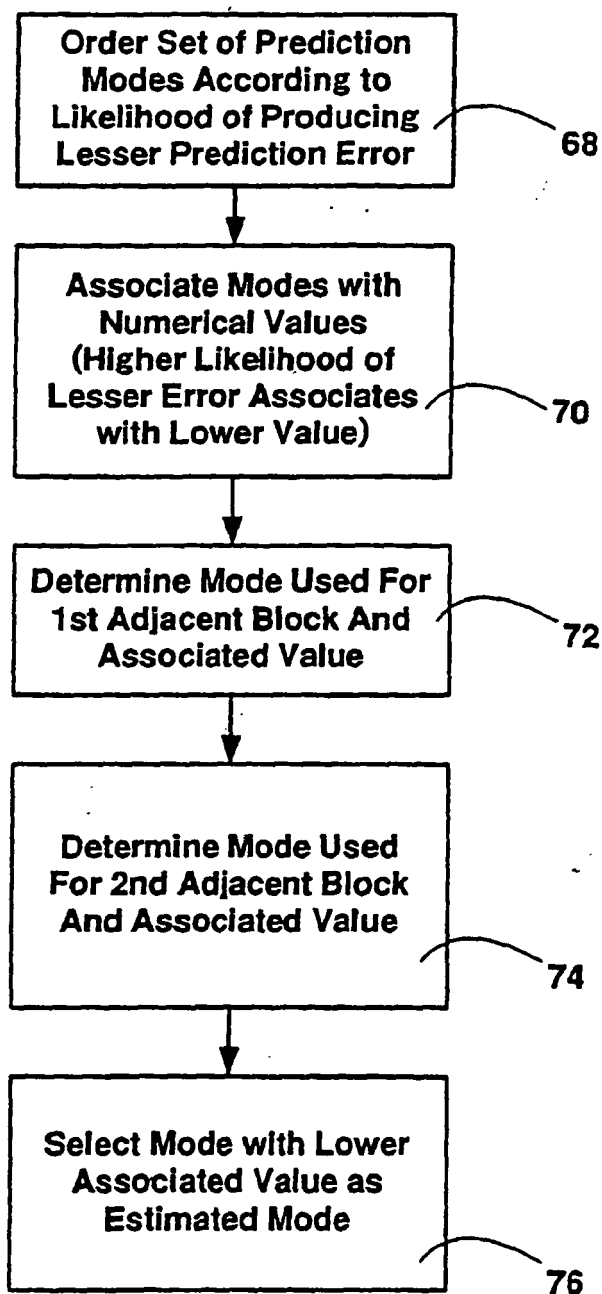 Order Set of Prediction
Modes According to
Likelihood of Producing
Lesser Prediction Error
68
Associate Modes with
Numerical Values
(Higher Likelihood of
Lesser Error Associates
with Lower Value)
70
Determine Mode Used For
1st Adjacent Block And
Associated Value
72
Determine Mode Used
For 2nd Adjacent Block
And Associated Value
74
Select Mode with Lower
Associated Value as
Estimated Mode
76